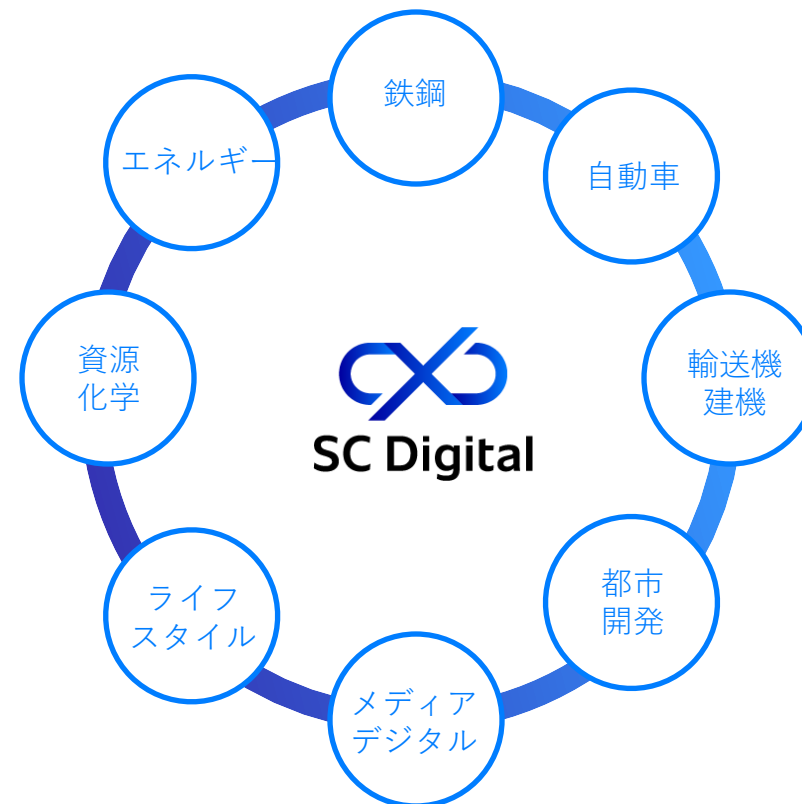 鉄鋼
自動車
輸送機
建機
都市
開発
メディア
デジタル
ライフ
スタイル
資源
化学
エネルギー
SC Digital